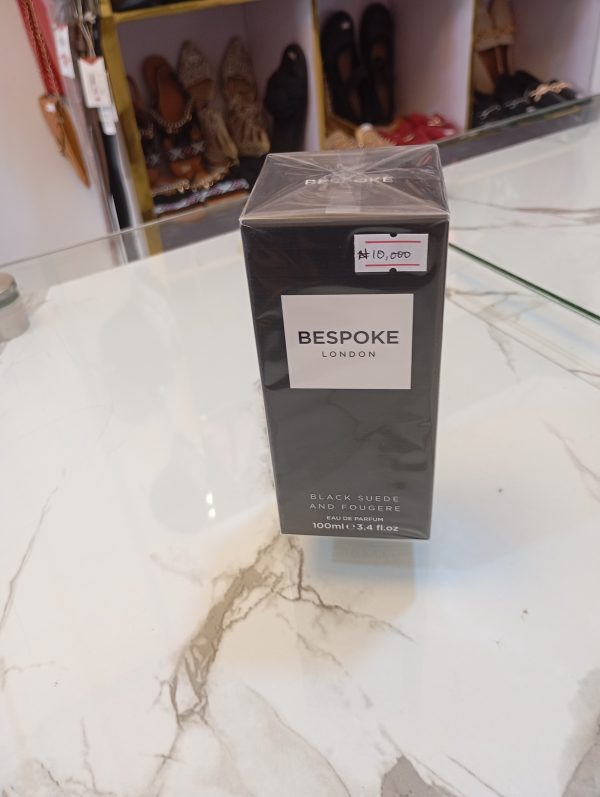 BESPOKE
₦10,000
BESPOKE
LONDON
BLACK SUEDE
AND FOUGERE
EAU DE PARFUM
100ml ℮ 3.4 fl.oz